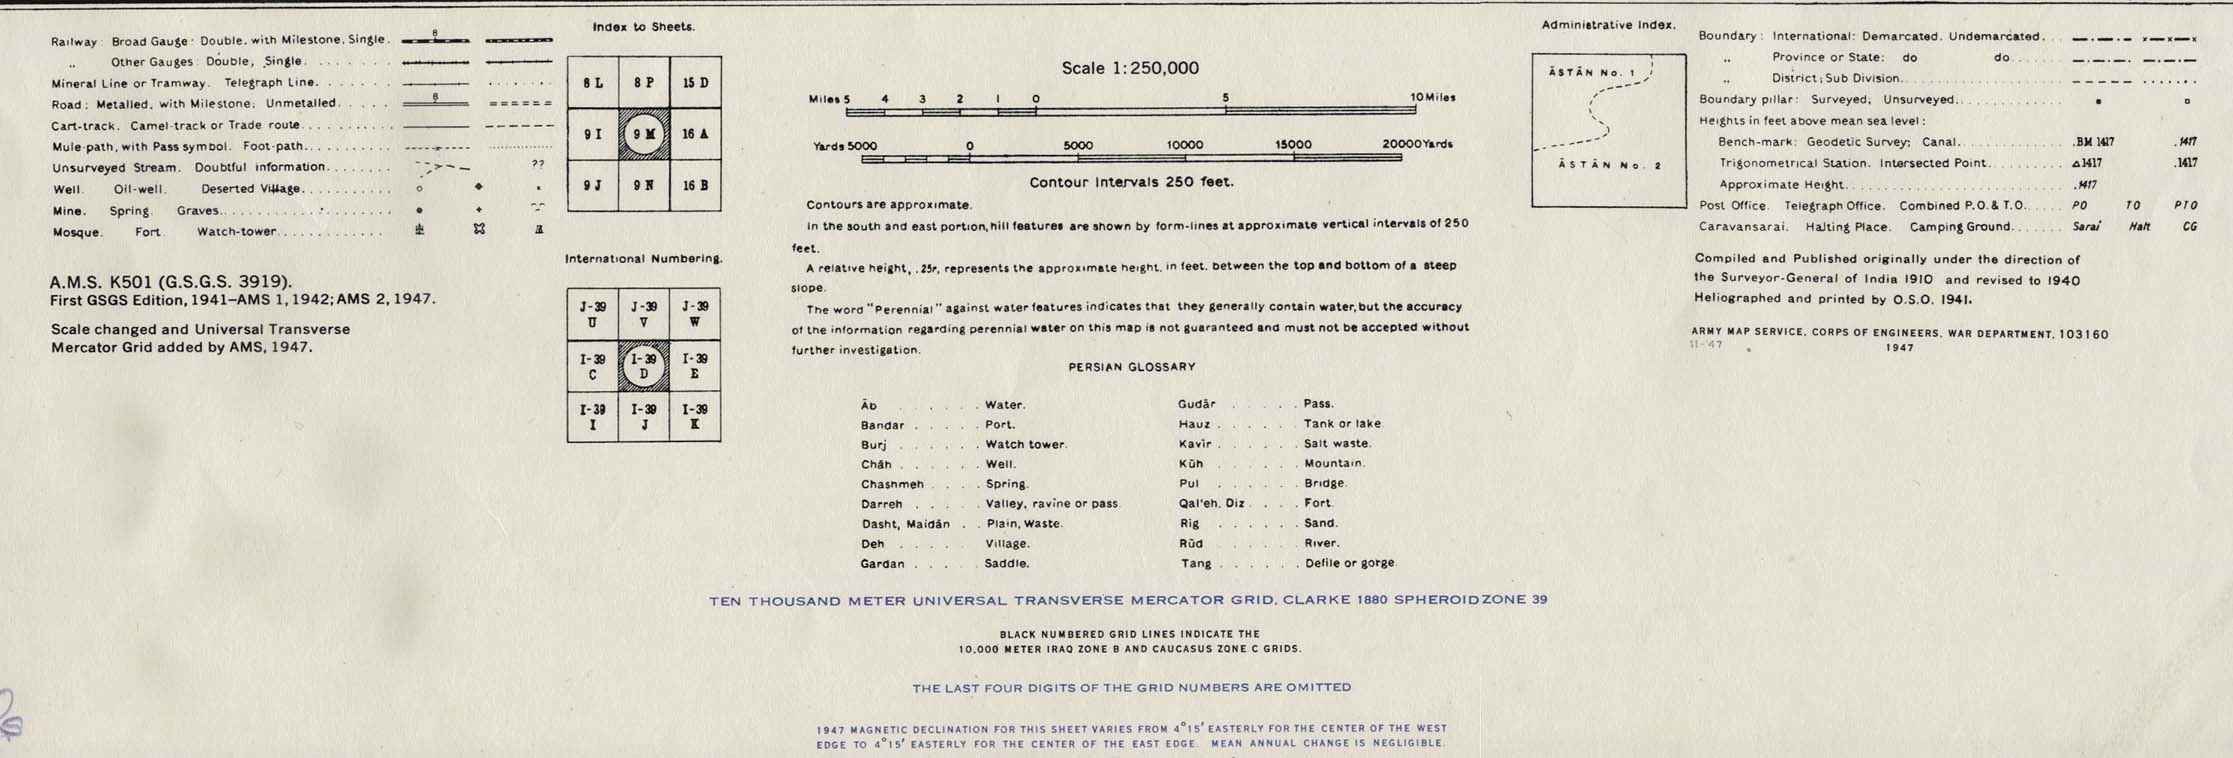 Railway: Broad Gauge: Double, with Milestone, Single.
8
„ Other Gauges: Double, Single.
Mineral Line or Tramway. Telegraph Line.
Road: Metalled, with Milestone; Unmetalled.
8
Cart-track. Camel-track or Trade route.
Mule-path, with Pass symbol. Foot-path.
Unsurveyed Stream. Doubtful information. ??
Well. Oil-well. Deserted Village.
Mine. Spring. Graves.
Mosque. Fort. Watch-tower.
A.M.S. K501 (G.S.G.S. 3919).
First GSGS Edition, 1941–AMS 1, 1942; AMS 2, 1947.
Scale changed and Universal Transverse
Mercator Grid added by AMS, 1947.
Index to Sheets.
8 L 8 P 15 D
9 I 9 M 16 A
9 J 9 N 16 B
International Numbering.
J-39 J-39 J-39
U V W
I-39 I-39 I-39
C D E
I-39 I-39 I-39
I J K
Scale 1:250,000
Miles 5 4 3 2 1 0 5 10 Miles
Yards 5000 0 5000 10000 15000 20000 Yards
Contour Intervals 250 feet.
Contours are approximate.
In the south and east portion, hill features are shown by form-lines at approximate vertical intervals of 250
feet.
A relative height, .25r, represents the approximate height, in feet, between the top and bottom of a steep
slope.
The word "Perennial" against water features indicates that they generally contain water, but the accuracy
of the information regarding perennial water on this map is not guaranteed and must not be accepted without
further investigation.
PERSIAN GLOSSARY
Āb . . . . . . Water.
Bandar . . . . . Port.
Burj . . . . . . Watch tower.
Chāh . . . . . . Well.
Chashmeh . . . . Spring.
Darreh . . . . . Valley, ravine or pass.
Dasht, Maidān . . Plain, Waste.
Deh . . . . . . Village.
Gardan . . . . . Saddle.
Gudār . . . . . Pass.
Hauz . . . . . . Tank or lake.
Kavīr . . . . . . Salt waste.
Kūh . . . . . . Mountain.
Pul . . . . . . Bridge.
Qal'eh, Diz . . . . Fort.
Rig . . . . . . Sand.
Rūd . . . . . . River.
Tang . . . . . . Defile or gorge.
TEN THOUSAND METER UNIVERSAL TRANSVERSE MERCATOR GRID, CLARKE 1880 SPHEROID ZONE 39
BLACK NUMBERED GRID LINES INDICATE THE
10,000 METER IRAQ ZONE B AND CAUCASUS ZONE C GRIDS.
THE LAST FOUR DIGITS OF THE GRID NUMBERS ARE OMITTED
1947 MAGNETIC DECLINATION FOR THIS SHEET VARIES FROM 4°15' EASTERLY FOR THE CENTER OF THE WEST
EDGE TO 4°15' EASTERLY FOR THE CENTER OF THE EAST EDGE. MEAN ANNUAL CHANGE IS NEGLIGIBLE.
Administrative Index.
ĀSTĀN No. 1
ĀSTĀN No. 2
Boundary: International: Demarcated. Undemarcated.
„ Province or State: do do
„ District; Sub Division.
Boundary pillar: Surveyed; Unsurveyed.
Heights in feet above mean sea level:
Bench-mark: Geodetic Survey; Canal. .BM 1417 .1417
Trigonometrical Station. Intersected Point. △1417 .1417
Approximate Height. .1417
Post Office. Telegraph Office. Combined P.O. & T.O. PO TO PTO
Caravansarai. Halting Place. Camping Ground. Sarai Halt CG
Compiled and Published originally under the direction of
the Surveyor-General of India 1910 and revised to 1940
Heliographed and printed by O.S.O. 1941.
ARMY MAP SERVICE, CORPS OF ENGINEERS, WAR DEPARTMENT, 103160
11-'47
1947